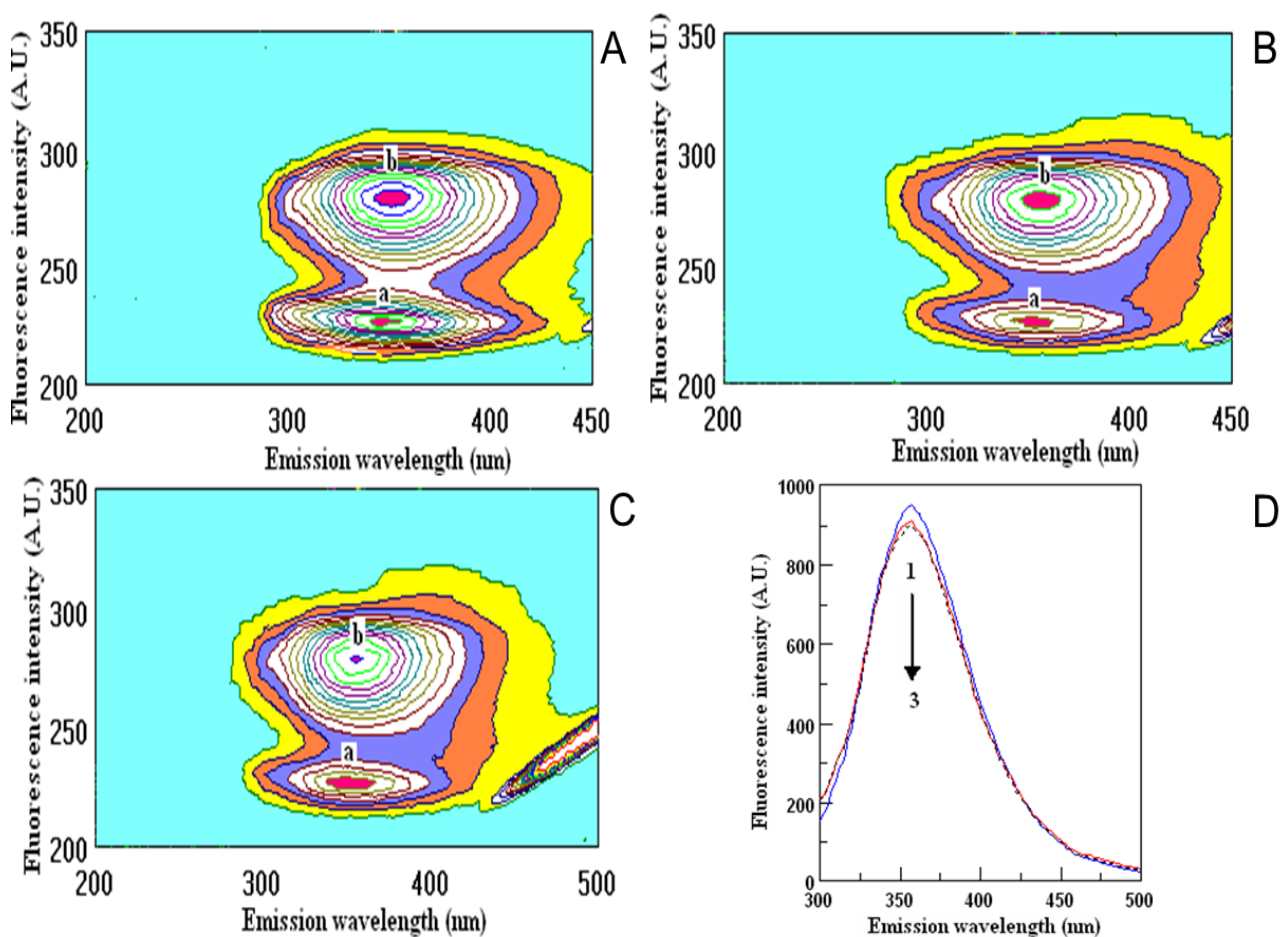 A
Fluorescence intensity (A.U.)
350
300
250
200
b
a
200 300 400 450
Emission wavelength (nm)
B
Fluorescence intensity (A.U.)
350
300
250
200
b
a
200 300 400 450
Emission wavelength (nm)
C
Fluorescence intensity (A.U.)
350
300
250
200
b
a
200 300 400 500
Emission wavelength (nm)
D
Fluorescence intensity (A.U.)
1000
800
600
400
200
0
1
3
300 350 400 450 500
Emission wavelength (nm)